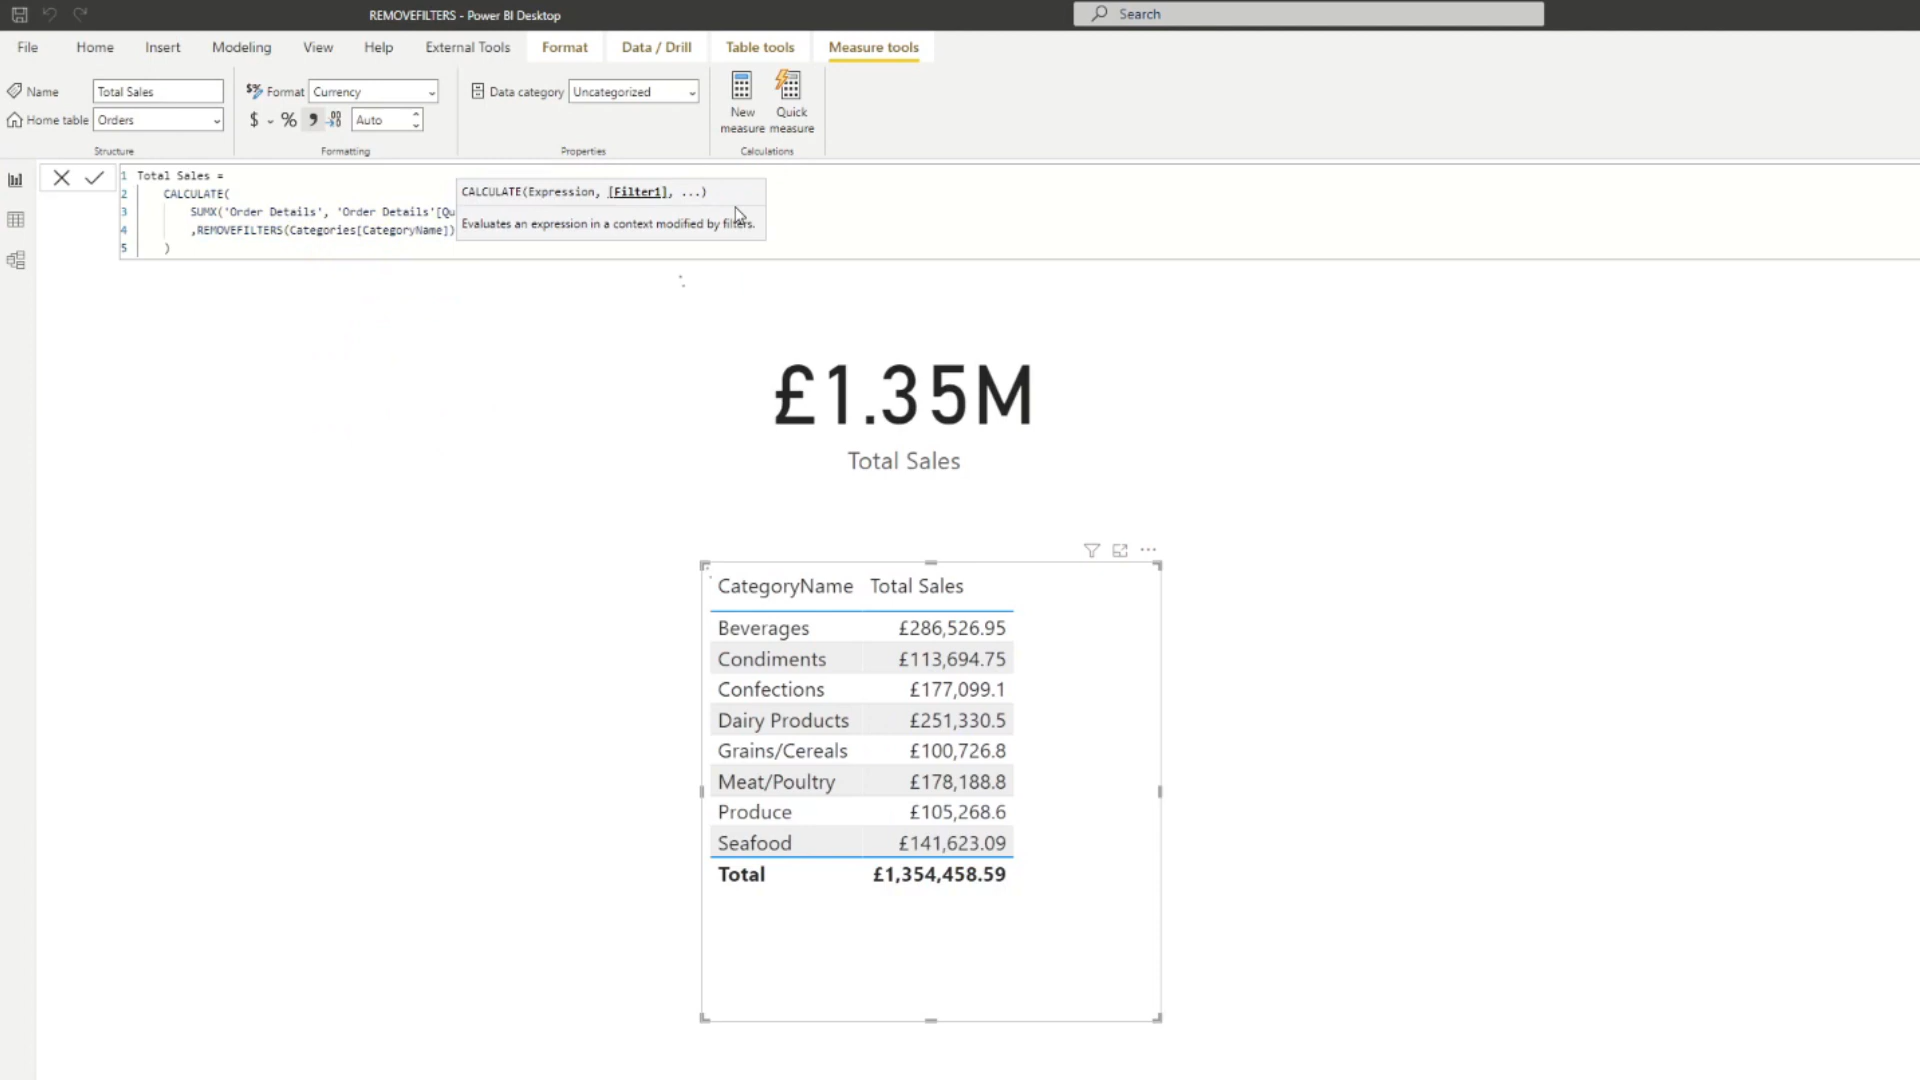 REMOVEFILTERS - Power BI Desktop
Search
File Home Insert Modeling View Help External Tools Format Data / Drill Table tools Measure tools
Name Total Sales
Home table Orders
Structure
$% Format Currency
$ % 9 .00 Auto
Formatting
Data category Uncategorized
Properties
New measure
Quick measure
Calculations
1 Total Sales =
2 CALCULATE(
3 SUMX('Order Details', 'Order Details'[Qu
4 ,REMOVEFILTERS(Categories[CategoryName])
5 )
CALCULATE(Expression, [Filter1], ...)
Evaluates an expression in a context modified by filters.
£1.35M
Total Sales
CategoryName Total Sales
Beverages £286,526.95
Condiments £113,694.75
Confections £177,099.1
Dairy Products £251,330.5
Grains/Cereals £100,726.8
Meat/Poultry £178,188.8
Produce £105,268.6
Seafood £141,623.09
Total £1,354,458.59